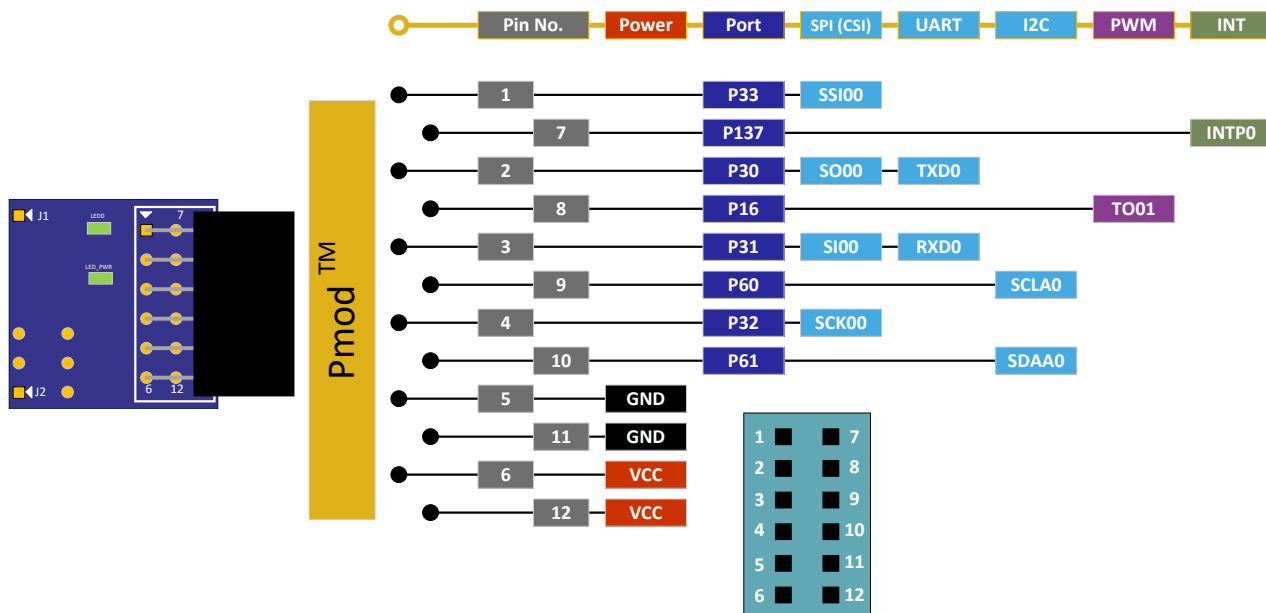 Pin No. Power Port SPI (CSI) UART I2C PWM INT
1 P33 SSI00
7 P137 INTP0
2 P30 SO00 TXD0
8 P16 TO01
3 P31 SI00 RXD0
9 P60 SCLA0
4 P32 SCK00
10 P61 SDAA0
5 GND
11 GND
6 VCC
12 VCC
Pmod TM
J1
LED0
7
LED_PWR
J2
6 12
1 7
2 8
3 9
4 10
5 11
6 12